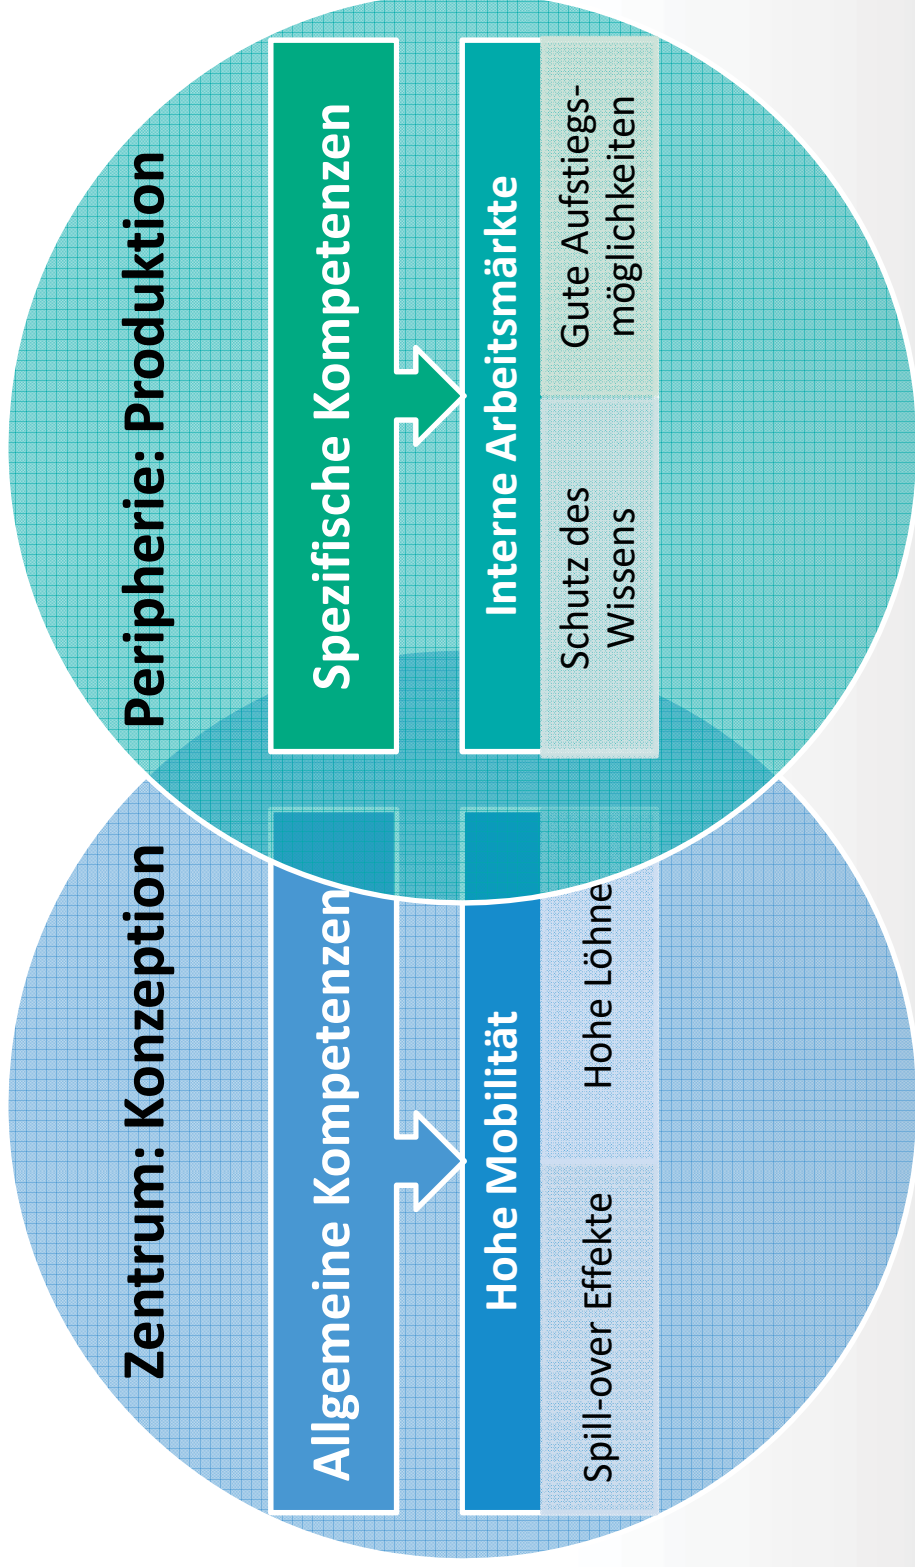 Zentrum: Konzeption
Allgemeine Kompetenzen
Hohe Mobilität
Spill-over Effekte
Hohe Löhne
Peripherie: Produktion
Spezifische Kompetenzen
Interne Arbeitsmärkte
Schutz des
Wissens
Gute Aufstiegs-
möglichkeiten